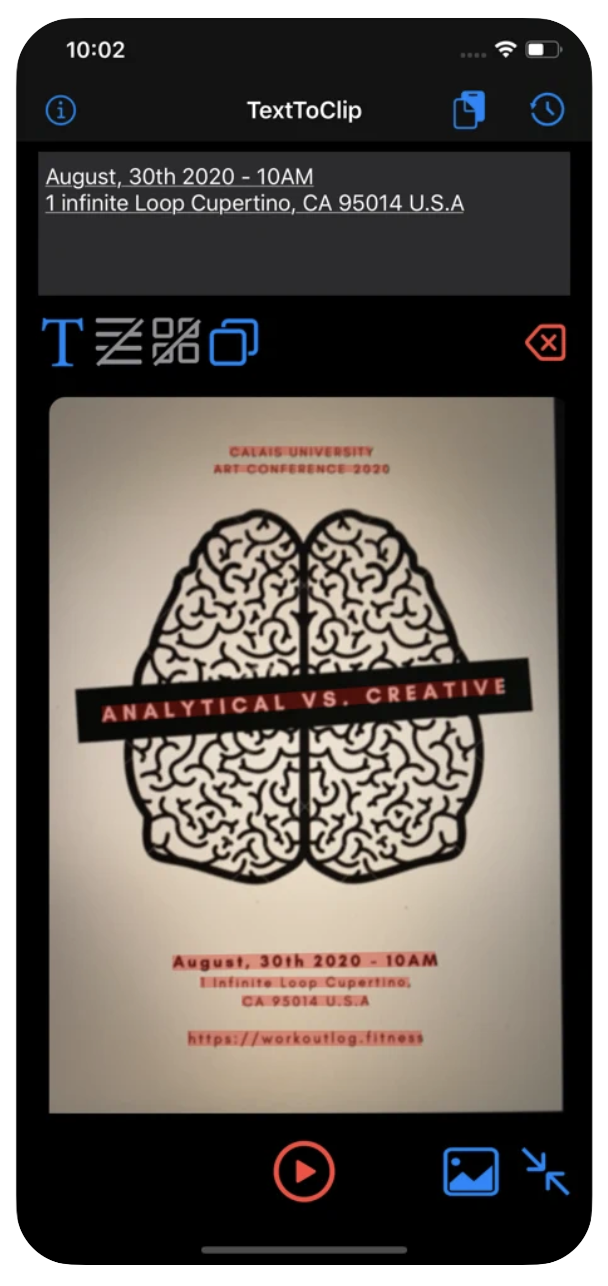 10:02
TextToClip
August, 30th 2020 - 10AM
1 infinite Loop Cupertino, CA 95014 U.S.A
T
CALAIS UNIVERSITY
ART CONFERENCE 2020
ANALYTICAL VS. CREATIVE
August, 30th 2020 - 10AM
1 Infinite Loop Cupertino,
CA 95014 U.S.A
https://workoutlog.fitness